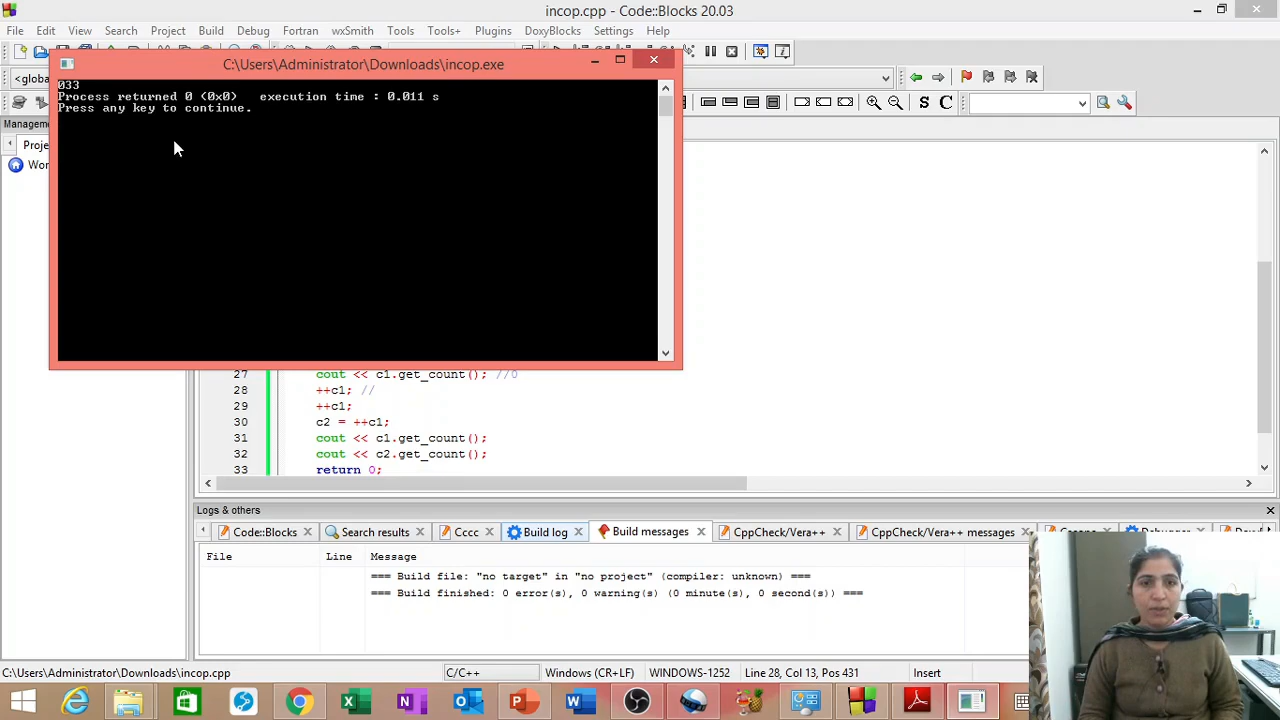 incop.cpp - Code::Blocks 20.03
File Edit View Search Project Build Debug Fortran wxSmith Tools Tools+ Plugins DoxyBlocks Settings Help
C:\Users\Administrator\Downloads\incop.exe
<global
033
Process returned 0 (0x0)   execution time : 0.011 s
Press any key to continue.
S C
Manageme
Proje
Wor
27 cout << c1.get_count(); //0
28 ++c1; //
29 ++c1;
30 c2 = ++c1;
31 cout << c1.get_count();
32 cout << c2.get_count();
33 return 0;
Logs & others
Code::Blocks Search results Cccc Build log Build messages CppCheck/Vera++ CppCheck/Vera++ messages
File Line Message
=== Build file: "no target" in "no project" (compiler: unknown) ===
=== Build finished: 0 error(s), 0 warning(s) (0 minute(s), 0 second(s)) ===
C:\Users\Administrator\Downloads\incop.cpp C/C++ Windows (CR+LF) WINDOWS-1252 Line 28, Col 13, Pos 431 Insert